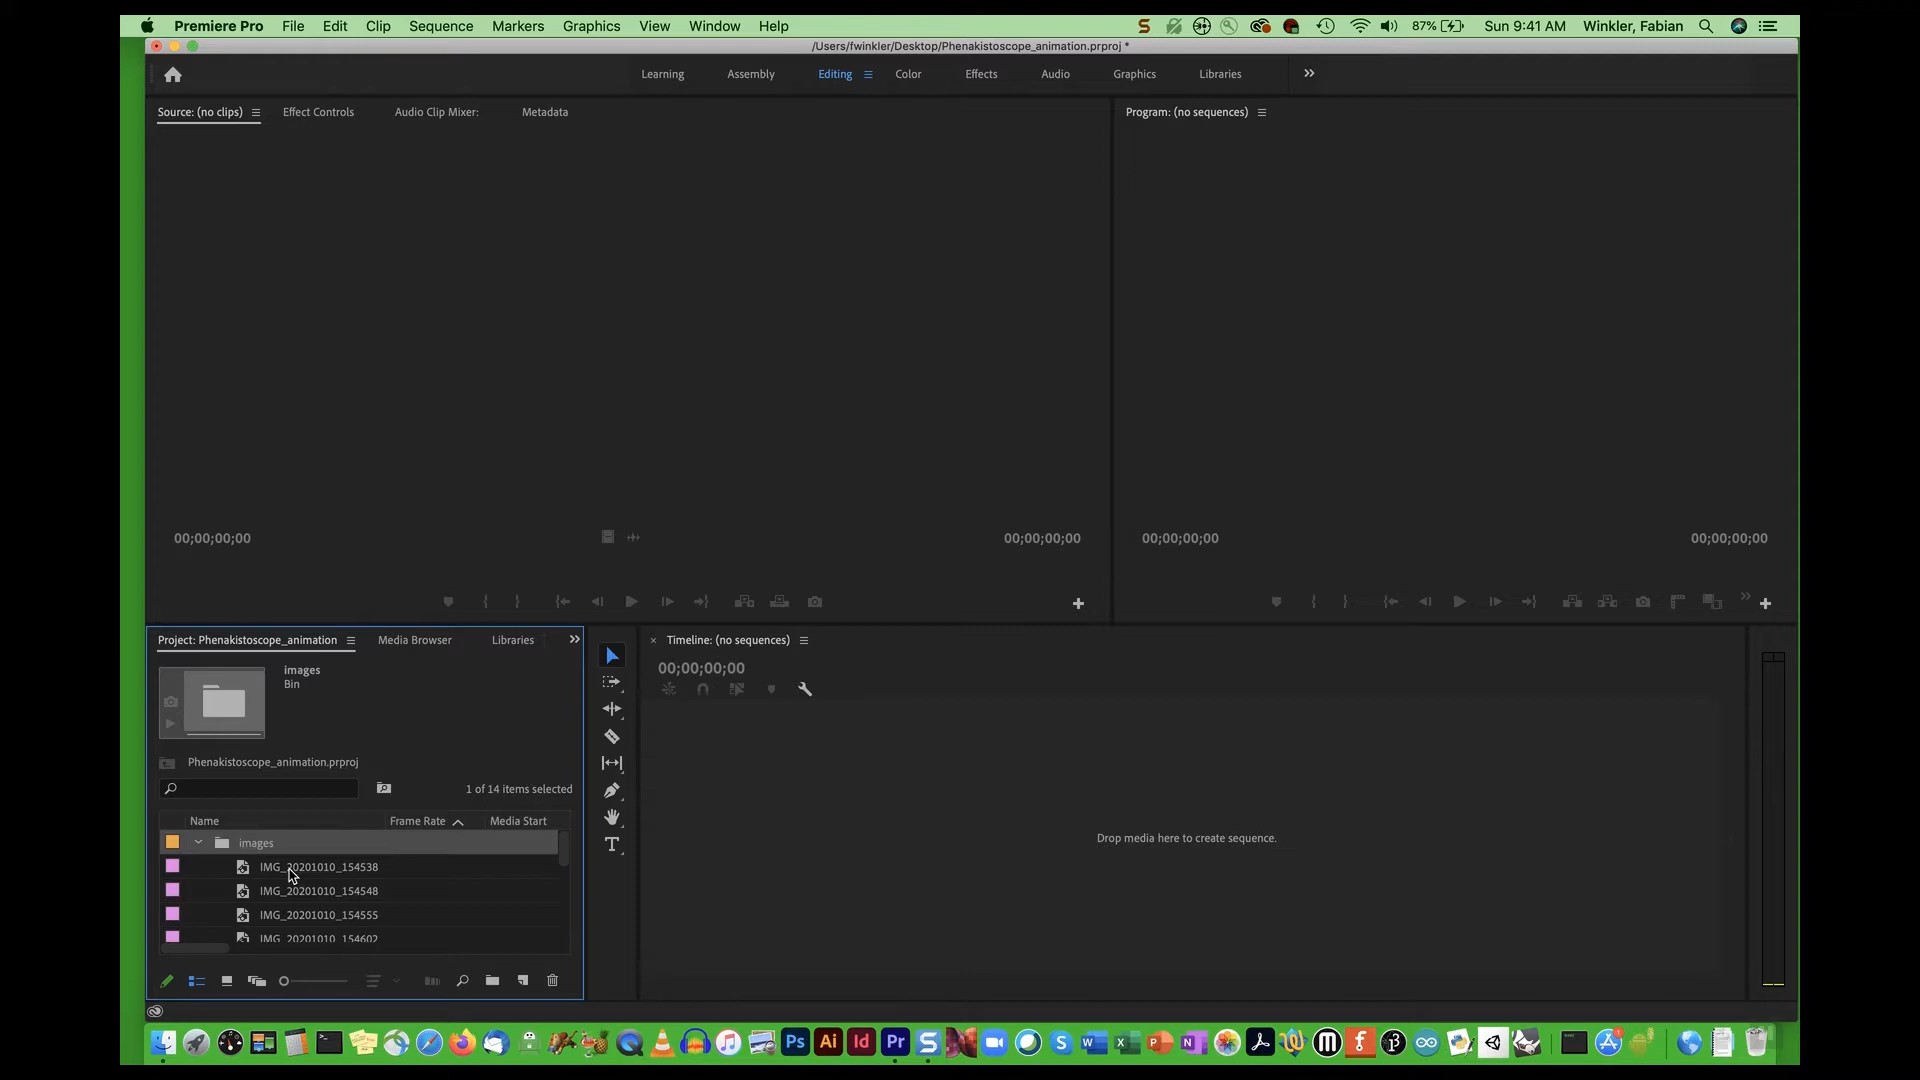 Premiere Pro File Edit Clip Sequence Markers Graphics View Window Help 87% Sun 9:41 AM Winkler, Fabian
/Users/fwinkler/Desktop/Phenakistoscope_animation.prproj *
Learning Assembly Editing Color Effects Audio Graphics Libraries
Source: (no clips) Effect Controls Audio Clip Mixer: Metadata
Program: (no sequences)
00;00;00;00 00;00;00;00
00;00;00;00 00;00;00;00
Project: Phenakistoscope_animation Media Browser Libraries
images
Bin
Phenakistoscope_animation.prproj
1 of 14 items selected
Name Frame Rate Media Start
images
IMG_20201010_154538
IMG_20201010_154548
IMG_20201010_154555
IMG_20201010_154602
Timeline: (no sequences)
00;00;00;00
Drop media here to create sequence.
Ps Ai Id Pr